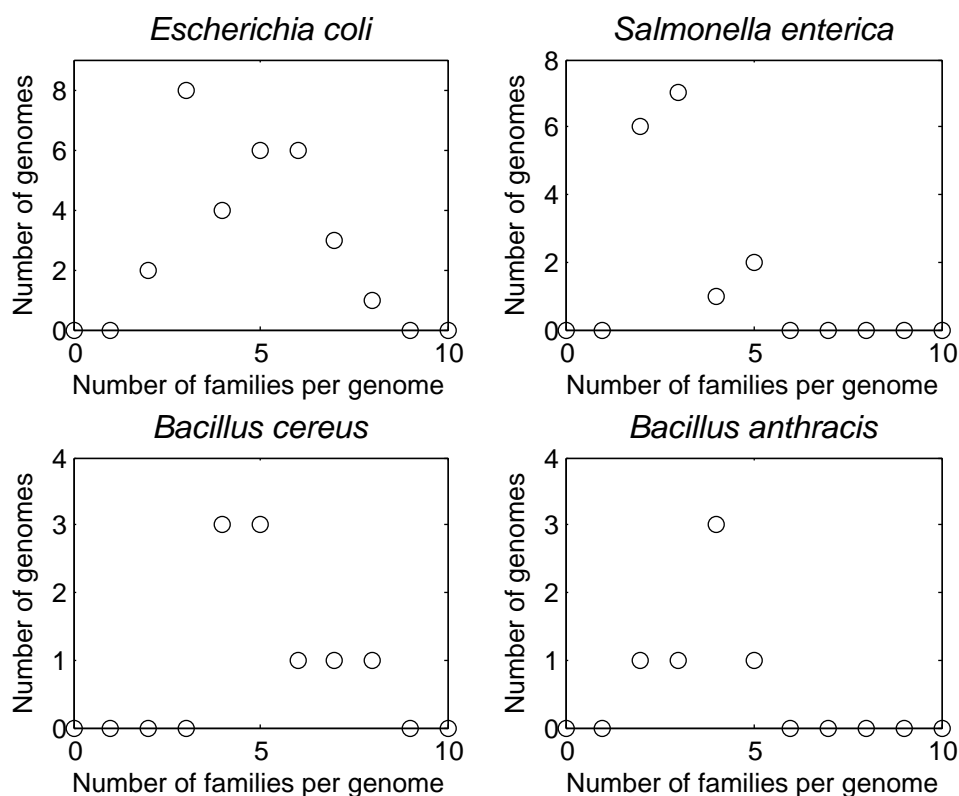 Escherichia coli
Salmonella enterica
Number of genomes
8
6
4
2
0
0
5
10
Number of families per genome
Number of genomes
8
6
4
2
0
0
5
10
Number of families per genome
Bacillus cereus
Bacillus anthracis
Number of genomes
4
3
2
1
0
0
5
10
Number of families per genome
Number of genomes
4
3
2
1
0
0
5
10
Number of families per genome